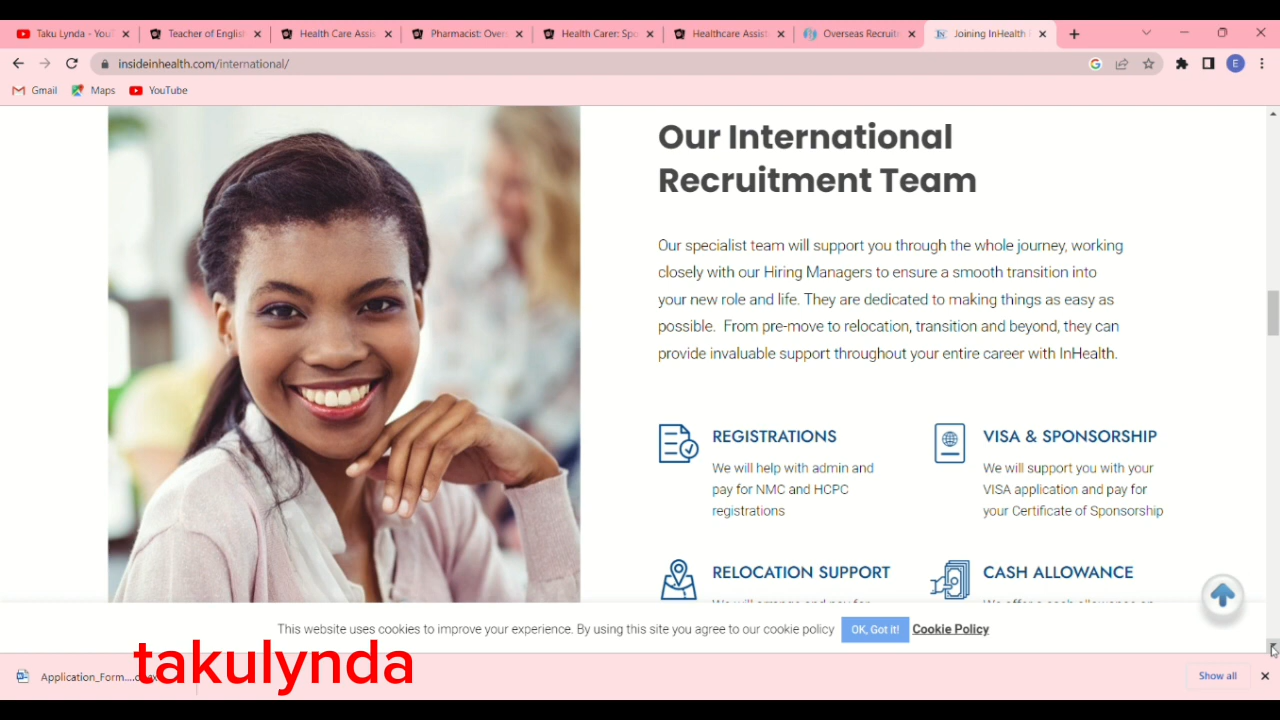 Taku Lynda - You
Teacher of English
Health Care Assis
Pharmacist: Overs
Health Carer: Spo
Healthcare Assist
Overseas Recruit
Joining InHealth
insideinhealth.com/international/
E
Gmail
Maps
YouTube
Our International
Recruitment Team
Our specialist team will support you through the whole journey, working
closely with our Hiring Managers to ensure a smooth transition into
your new role and life. They are dedicated to making things as easy as
possible. From pre-move to relocation, transition and beyond, they can
provide invaluable support throughout your entire career with InHealth.
REGISTRATIONS
We will help with admin and
pay for NMC and HCPC
registrations
VISA & SPONSORSHIP
We will support you with your
VISA application and pay for
your Certificate of Sponsorship
RELOCATION SUPPORT
CASH ALLOWANCE
This website uses cookies to improve your experience. By using this site you agree to our cookie policy
OK, Got it!
Cookie Policy
takulynda
Application_Form....
Show all